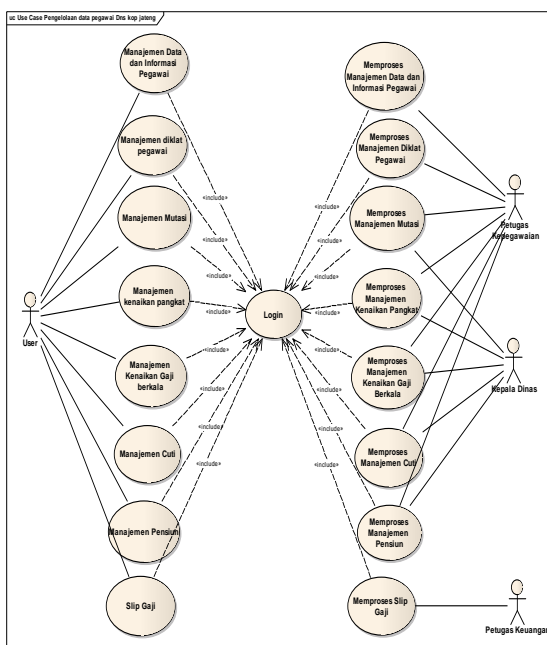 uc Use Case Pengelolaan data pegawai Dns kop jateng
Manajemen Data
dan Informasi
Pegawai
Manajemen diklat
pegawai
Manajemen Mutasi
Manajemen
kenaikan pangkat
Manajemen
Kenaikan Gaji
berkala
Manajemen Cuti
Manajemen Pensiun
Slip Gaji
User
«include»
«include»
«include»
«include»
«include»
«include»
«include»
«include»
Login
«include»
«include»
«include»
«include»
«include»
«include»
«include»
«include»
Memproses
Manajemen Data dan
Informasi Pegawai
Memproses
Manajemen Diklat
Pegawai
Memproses
Manajemen Mutasi
Memproses
Manajemen
Kenaikan Pangkat
Memproses
Manajemen
Kenaikan Gaji
Berkala
Memproses
Manajemen Cuti
Memproses
Manajemen
Pensiun
Memproses Slip
Gaji
Petugas
Kepegawaian
Kepala Dinas
Petugas Keuangan